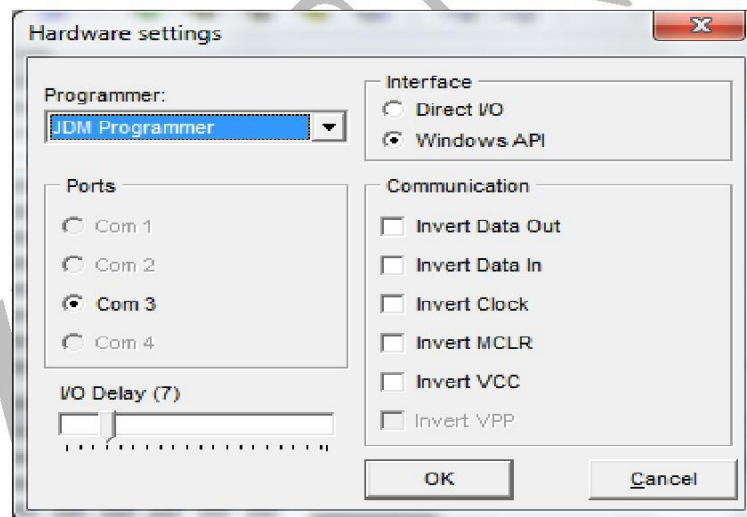 Hardware settings
Programmer:
JDM Programmer
Interface
Direct I/O
Windows API
Ports
Com 1
Com 2
Com 3
Com 4
Communication
Invert Data Out
Invert Data In
Invert Clock
Invert MCLR
Invert VCC
Invert VPP
I/O Delay (7)
OK
Cancel